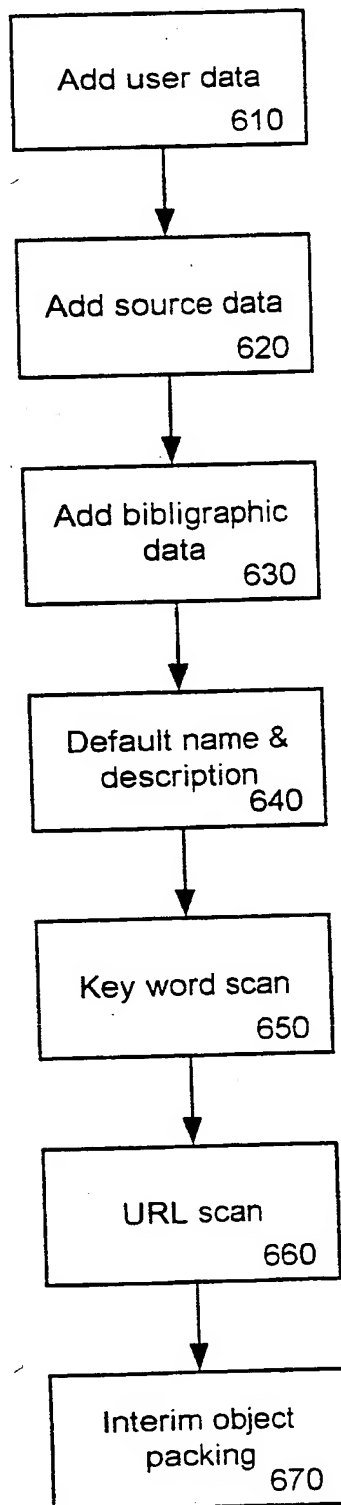 Add user data
610
Add source data
620
Add bibligraphic
data
630
Default name &
description
640
Key word scan
650
URL scan
660
Interim object
packing
670